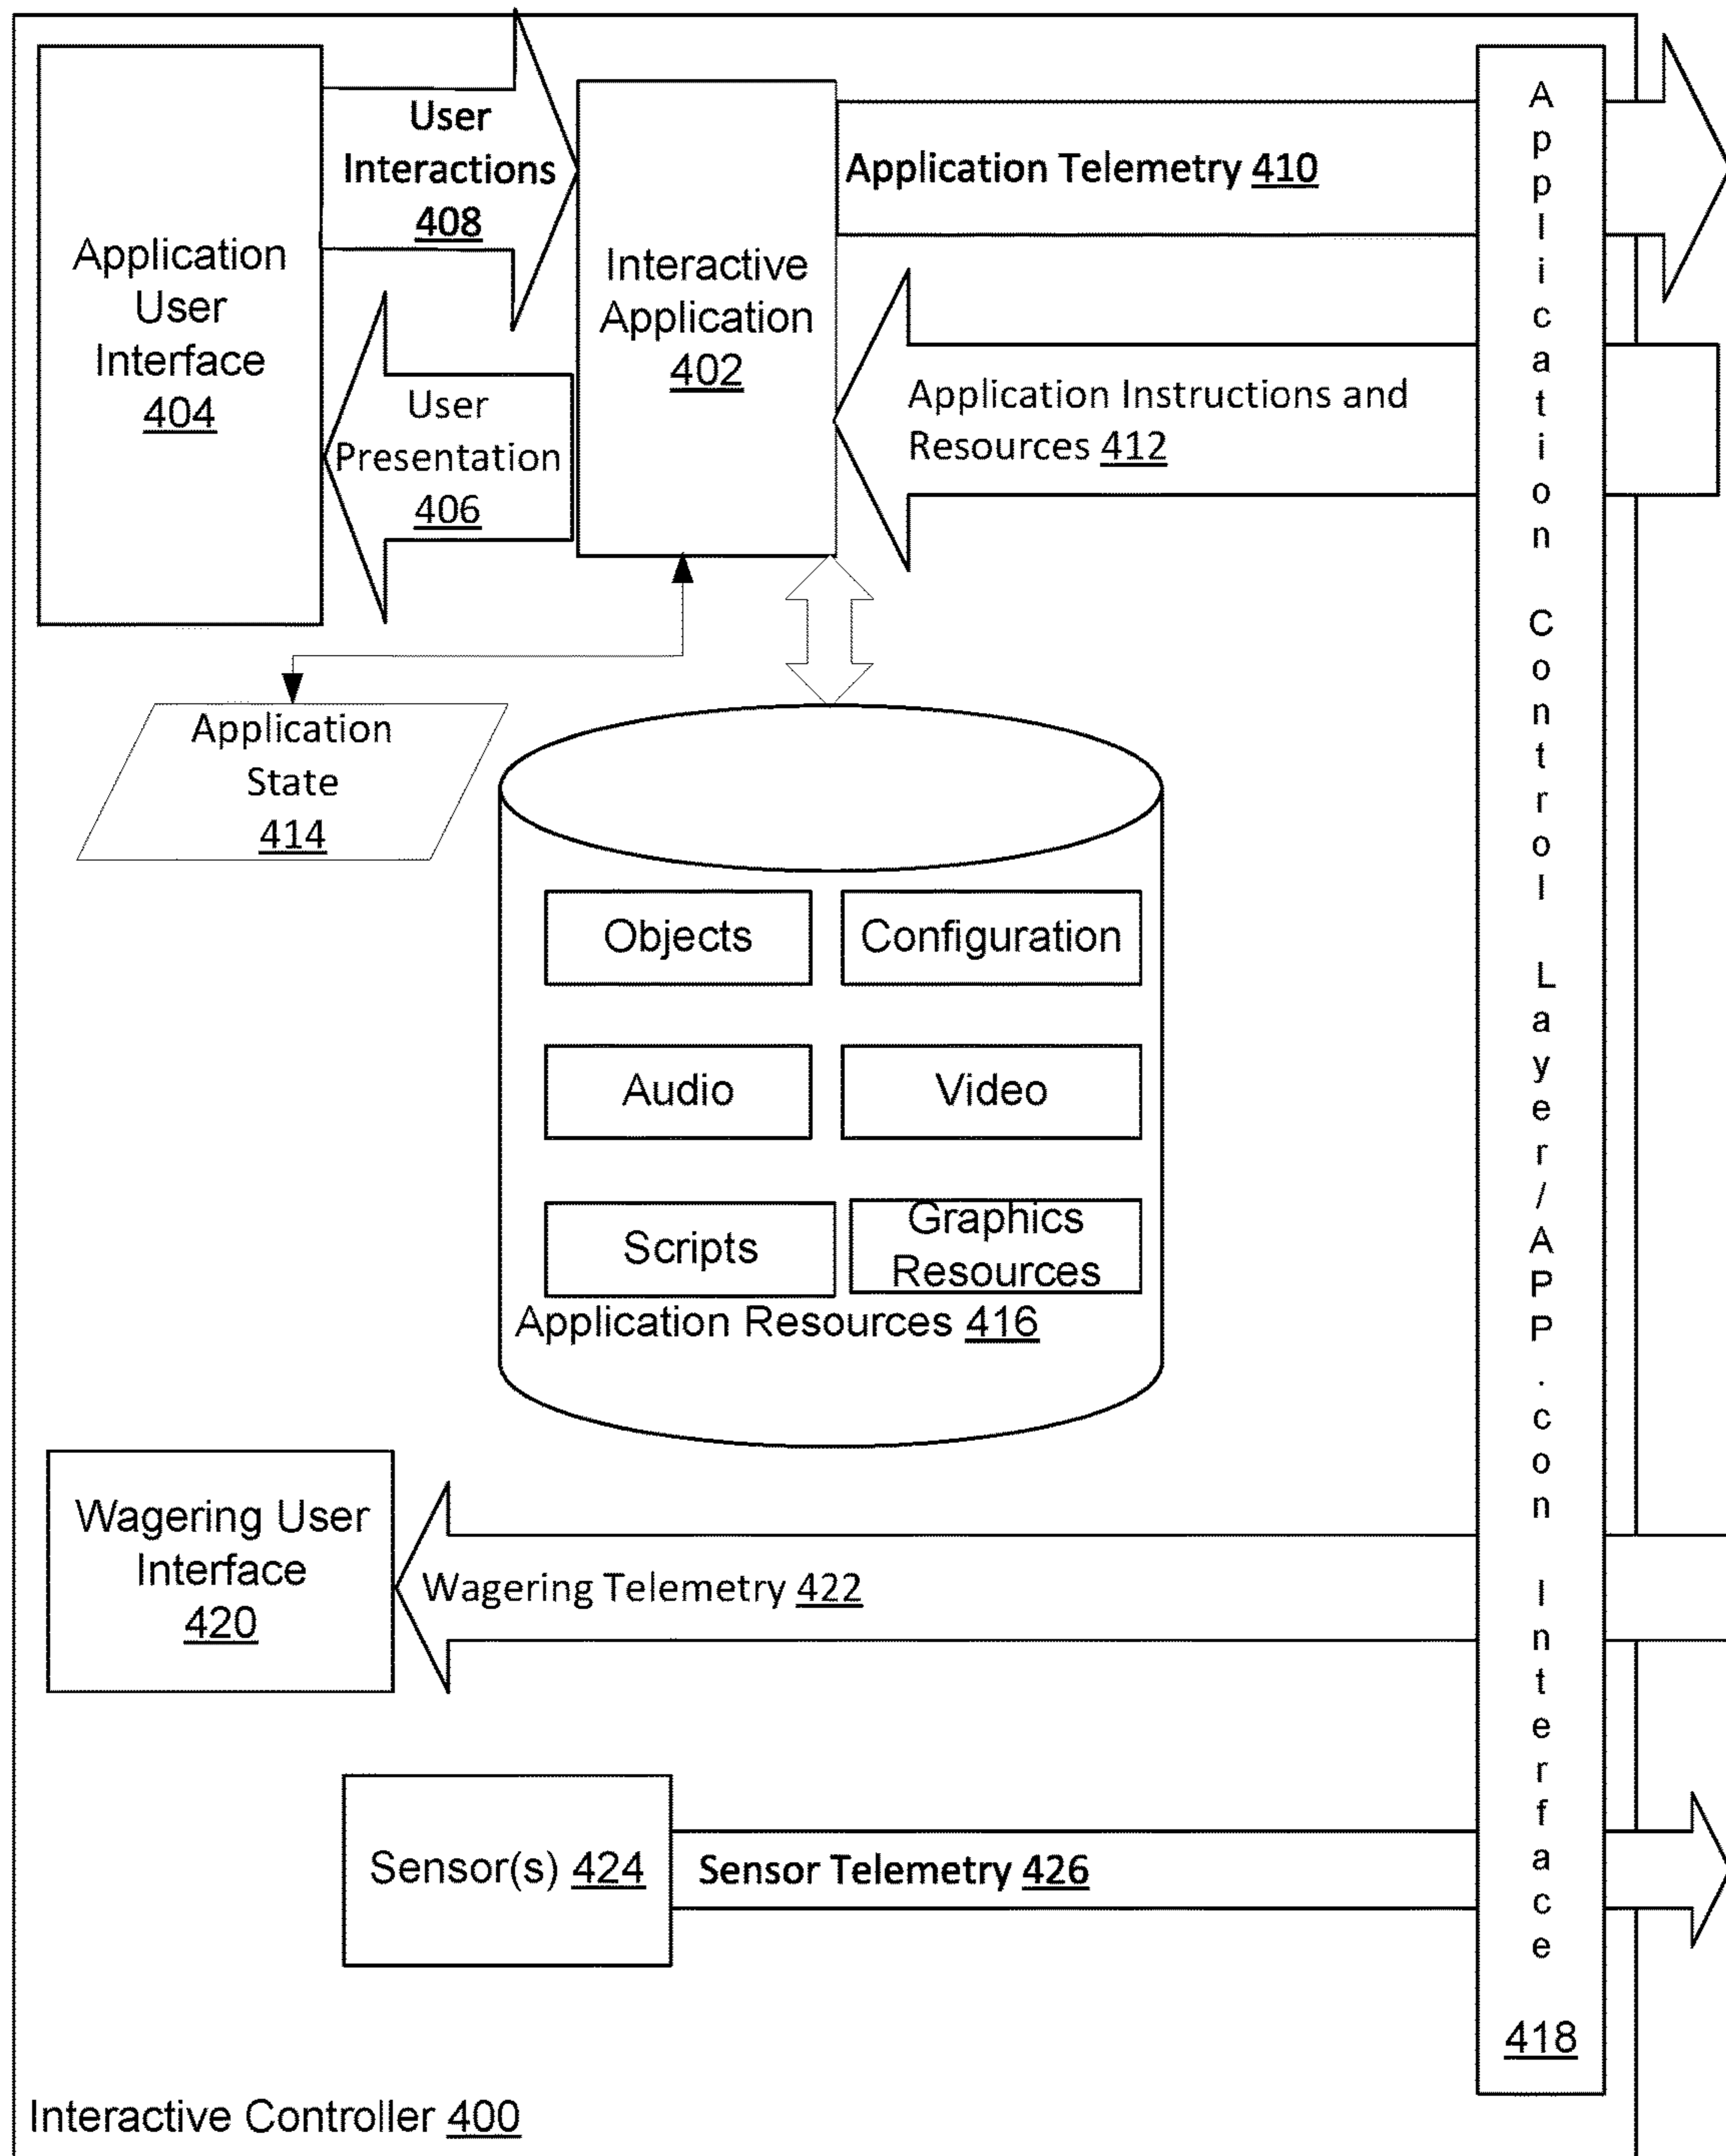 User
Interactions
408
Application
User
Interface
404
User
Presentation
406
Interactive
Application
402
Application Telemetry 410
Application Instructions and
Resources 412
Application Control Layer/APP.con Interface
418
Application
State
414
Objects
Configuration
Audio
Video
Scripts
Graphics
Resources
Application Resources 416
Wagering User
Interface
420
Wagering Telemetry 422
Sensor(s) 424
Sensor Telemetry 426
Interactive Controller 400